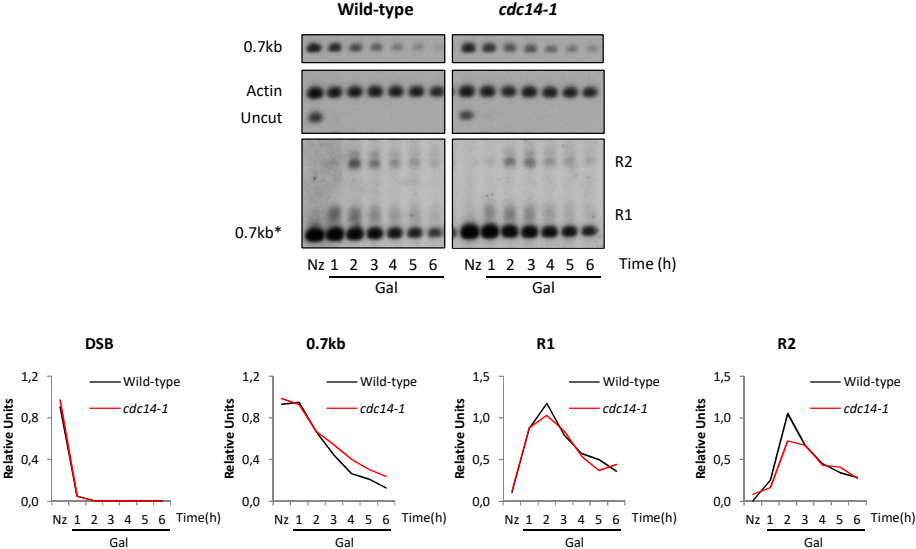 Wild-type cdc14-1
0.7kb
Actin
Uncut
R2
R1
0.7kb*
Nz 1 2 3 4 5 6 Nz 1 2 3 4 5 6 Time (h)
Gal Gal
DSB
1,2
0,8
0,4
0,0
Relative Units
Wild-type
cdc14-1
Nz 1 2 3 4 5 6 Time(h)
Gal
0.7kb
1,2
0,8
0,4
0,0
Relative Units
Wild-type
cdc14-1
Nz 1 2 3 4 5 6 Time(h)
Gal
R1
1,5
1,0
0,5
0,0
Relative Units
Wild-type
cdc14-1
Nz 1 2 3 4 5 6 Time(h)
Gal
R2
1,5
1,0
0,5
0,0
Relative Units
Wild-type
cdc14-1
Nz 1 2 3 4 5 6 Time(h)
Gal